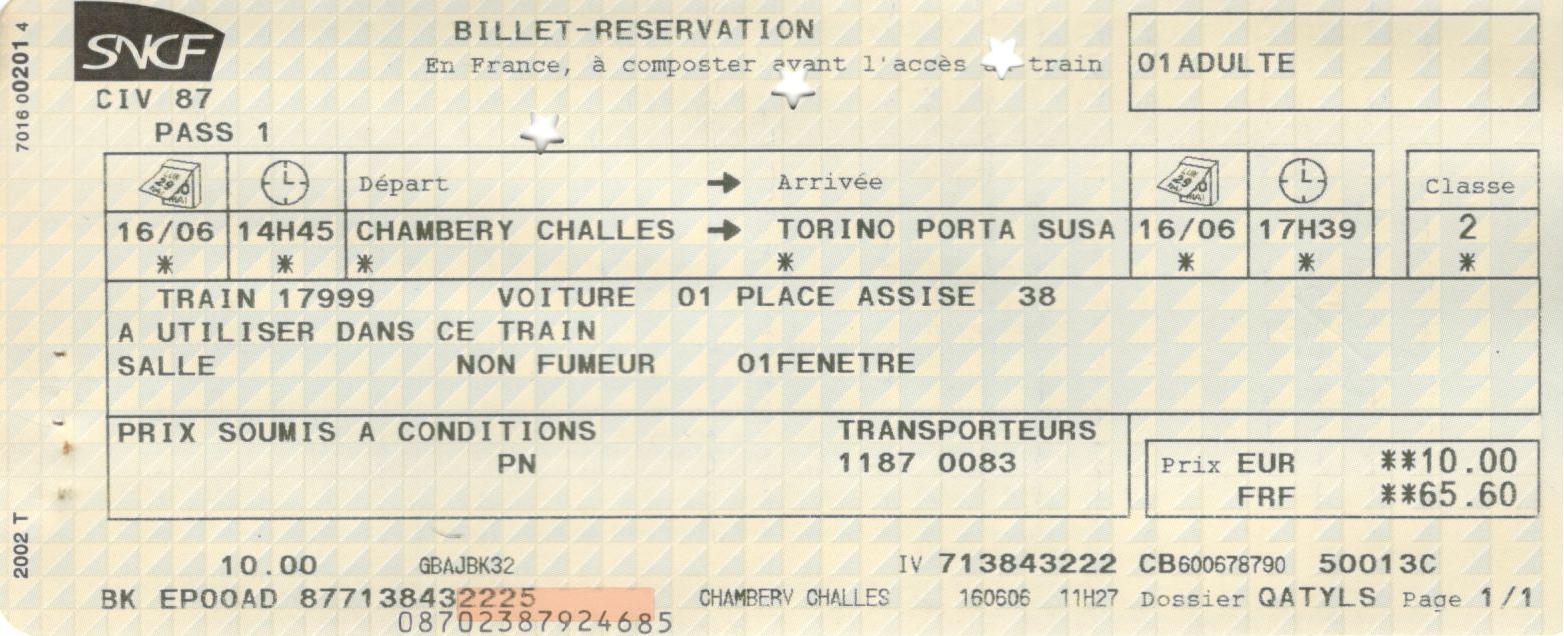 SNCF
BILLET-RESERVATION
En France, à composter avant l'accès train
01ADULTE
CIV 87
PASS 1
7016 000201 4
Départ → Arrivée Classe
16/06 14H45 CHAMBERY CHALLES → TORINO PORTA SUSA 16/06 17H39 2
* * * * * * *
TRAIN 17999 VOITURE 01 PLACE ASSISE 38
A UTILISER DANS CE TRAIN
SALLE NON FUMEUR 01FENETRE
PRIX SOUMIS A CONDITIONS TRANSPORTEURS
PN 1187 0083
Prix EUR **10.00
FRF **65.60
2002 T
10.00 GBAJBK32 IV 713843222 CB600678790 50013C
BK EP00AD 877138432225 CHAMBERY CHALLES 160606 11H27 Dossier QATYLS Page 1/1
08702387924685